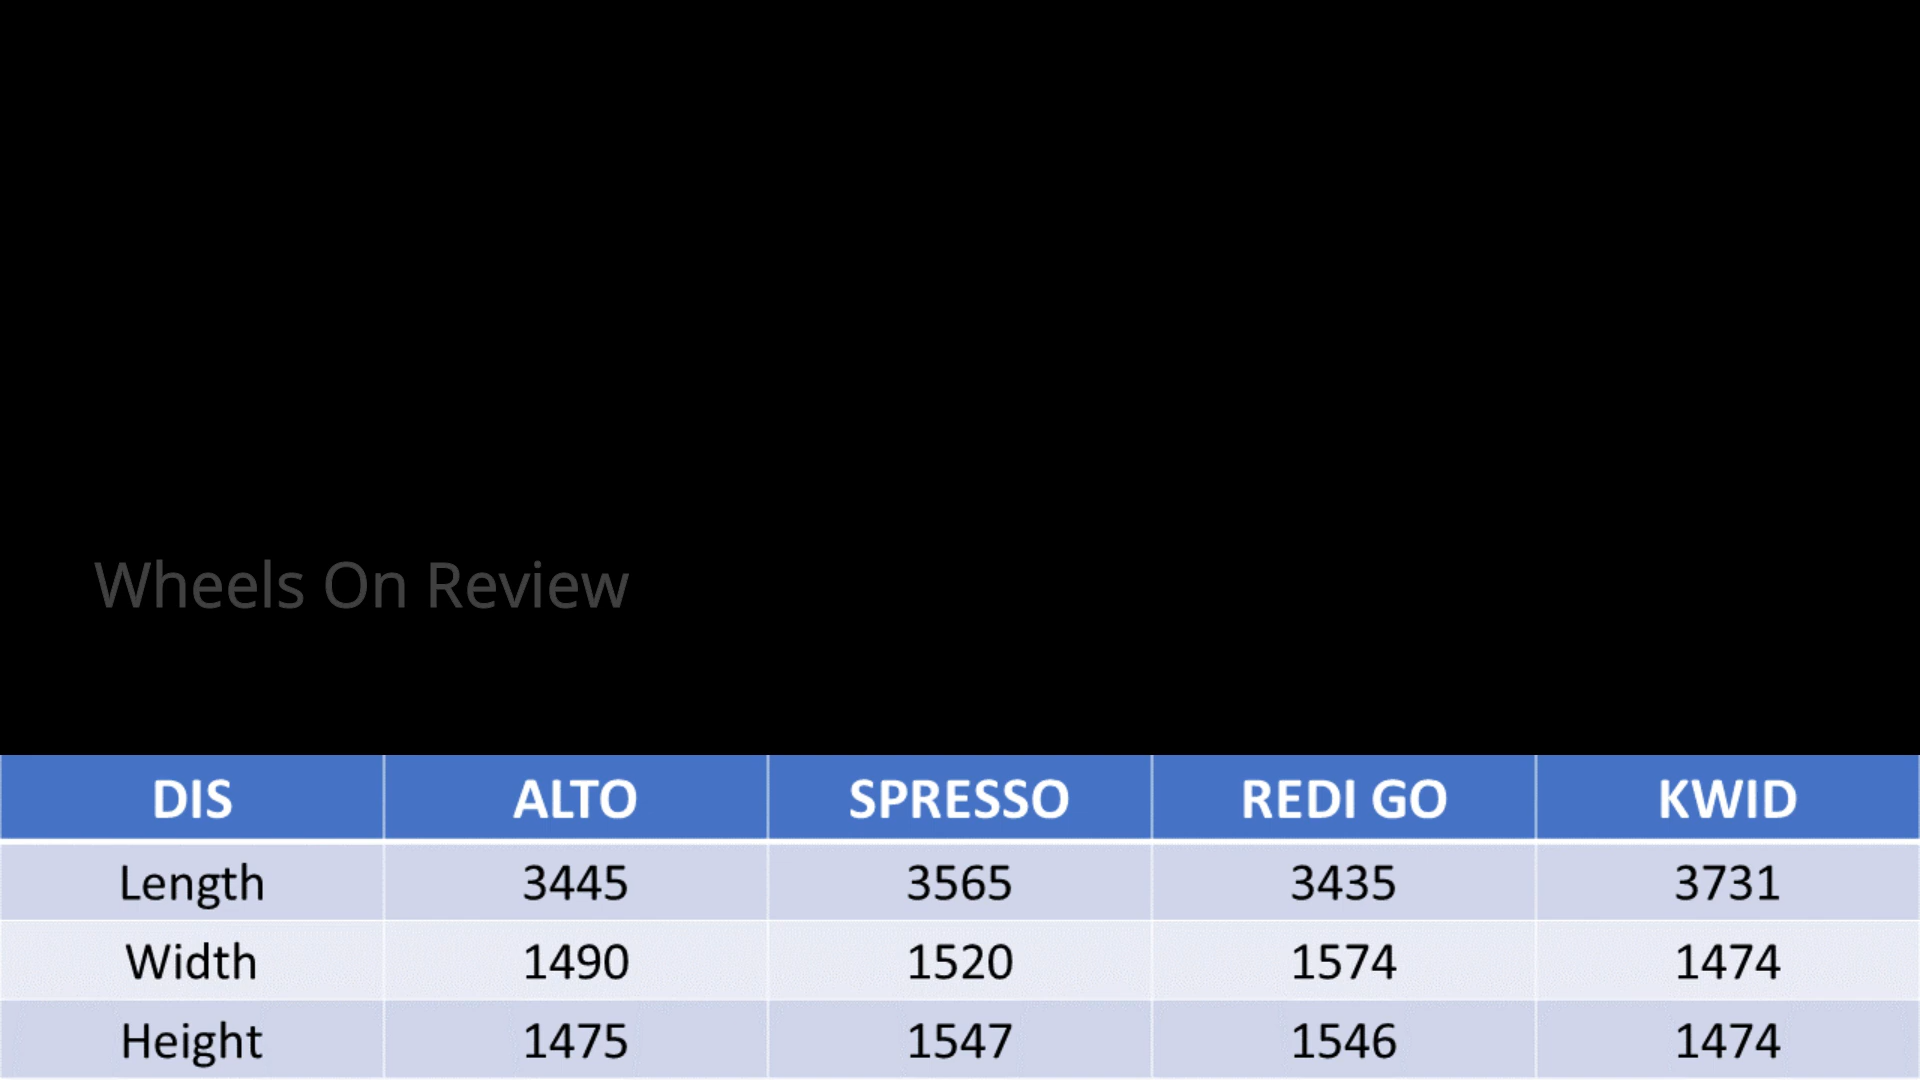 Wheels On Review
DIS ALTO SPRESSO REDI GO KWID
Length 3445 3565 3435 3731
Width 1490 1520 1574 1474
Height 1475 1547 1546 1474